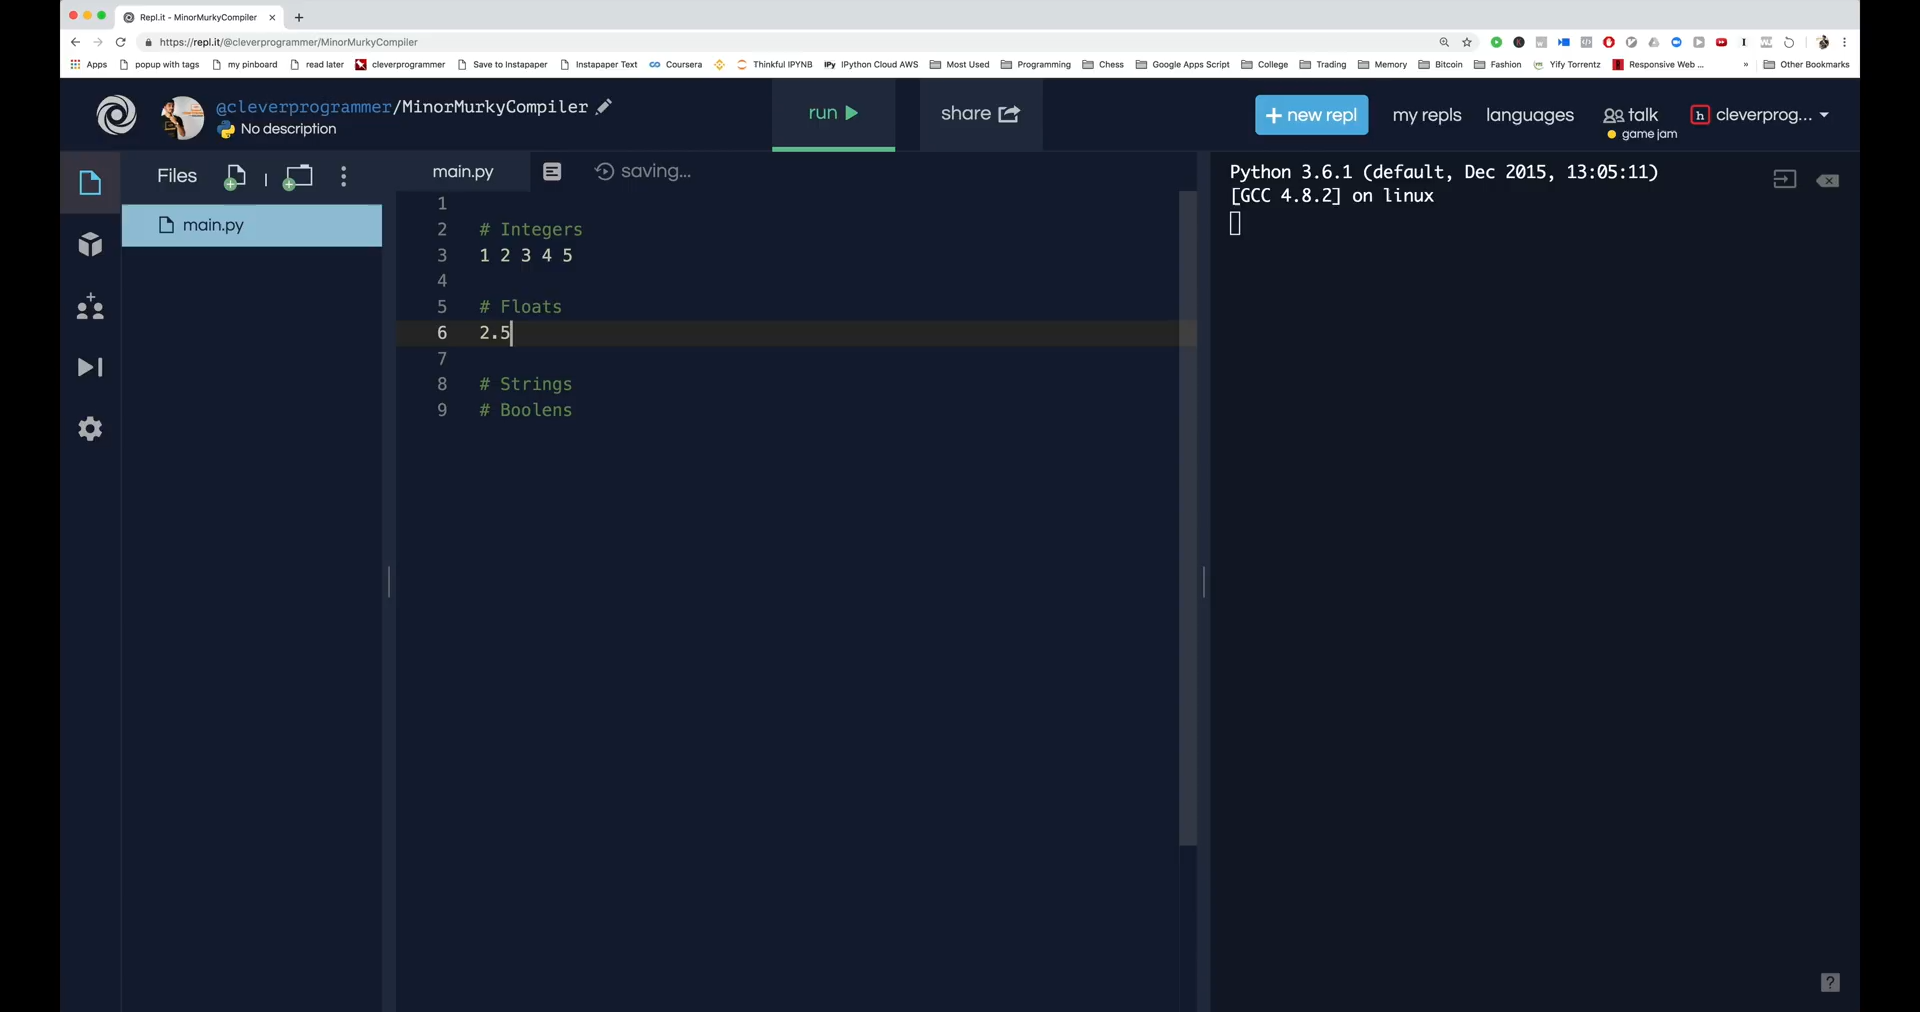 Repl.it - MinorMurkyCompiler
https://repl.it/@cleverprogrammer/MinorMurkyCompiler
Apps popup with tags my pinboard read later cleverprogrammer Save to Instapaper Instapaper Text Coursera Thinkful IPYNB IPy IPython Cloud AWS Most Used Programming Chess Google Apps Script College Trading Memory Bitcoin Fashion Yify Torrentz Responsive Web ... » Other Bookmarks
@cleverprogrammer/MinorMurkyCompiler
No description
run
share
+ new repl
my repls
languages
talk
game jam
h cleverprog...
Files
main.py
main.py
saving...
1
2 # Integers
3 1 2 3 4 5
4
5 # Floats
6 2.5
7
8 # Strings
9 # Boolens
Python 3.6.1 (default, Dec 2015, 13:05:11)
[GCC 4.8.2] on linux
?